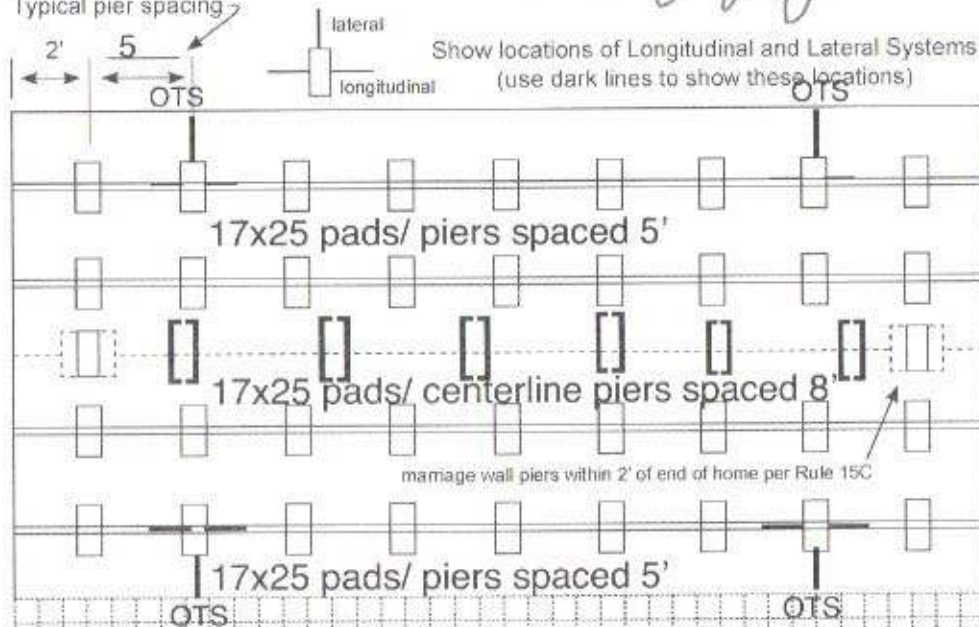 Typical pier spacing
2' 5
lateral
longitudinal
Show locations of Longitudinal and Lateral Systems
(use dark lines to show these locations)
OTS OTS
17x25 pads/ piers spaced 5'
17x25 pads/ centerline piers spaced 8'
marriage wall piers within 2' of end of home per Rule 15C
17x25 pads/ piers spaced 5'
OTS OTS